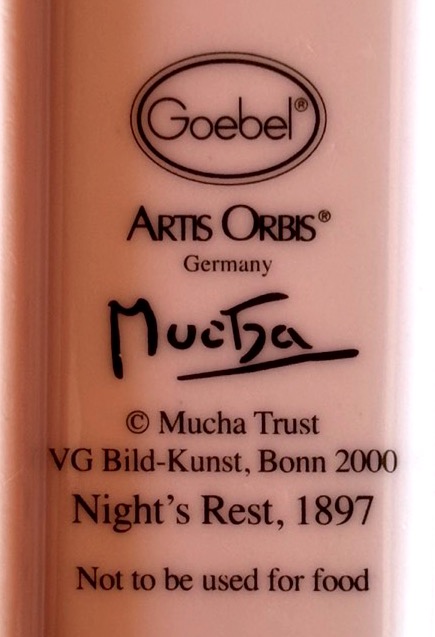 Goebel®
ARTIS ORBIS®
Germany
Mucha
© Mucha Trust
VG Bild-Kunst, Bonn 2000
Night's Rest, 1897
Not to be used for food